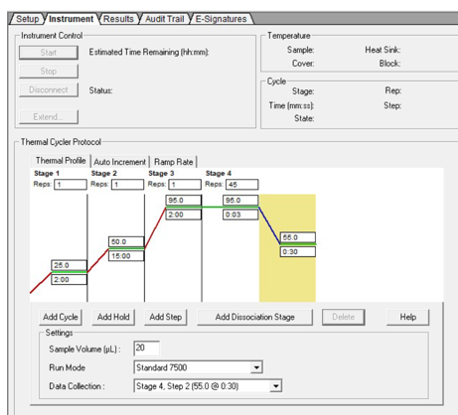 Setup Instrument Results Audit Trail E-Signatures
Instrument Control
Start
Estimated Time Remaining (hh:mm):
Stop
Disconnect
Status:
Extend...
Temperature
Sample: Heat Sink:
Cover: Block:
Cycle
Stage: Rep:
Time (mm:ss): Step:
State:
Thermal Cycler Protocol
Thermal Profile Auto Increment Ramp Rate
Stage 1 Stage 2 Stage 3 Stage 4
Reps: 1 Reps: 1 Reps: 1 Reps: 45
95.0 95.0
2:00 0:03
50.0 55.0
15:00 0:30
25.0
2:00
Add Cycle Add Hold Add Step Add Dissociation Stage Delete Help
Settings
Sample Volume (µL) : 20
Run Mode Standard 7500
Data Collection : Stage 4, Step 2 (55.0 @ 0:30)